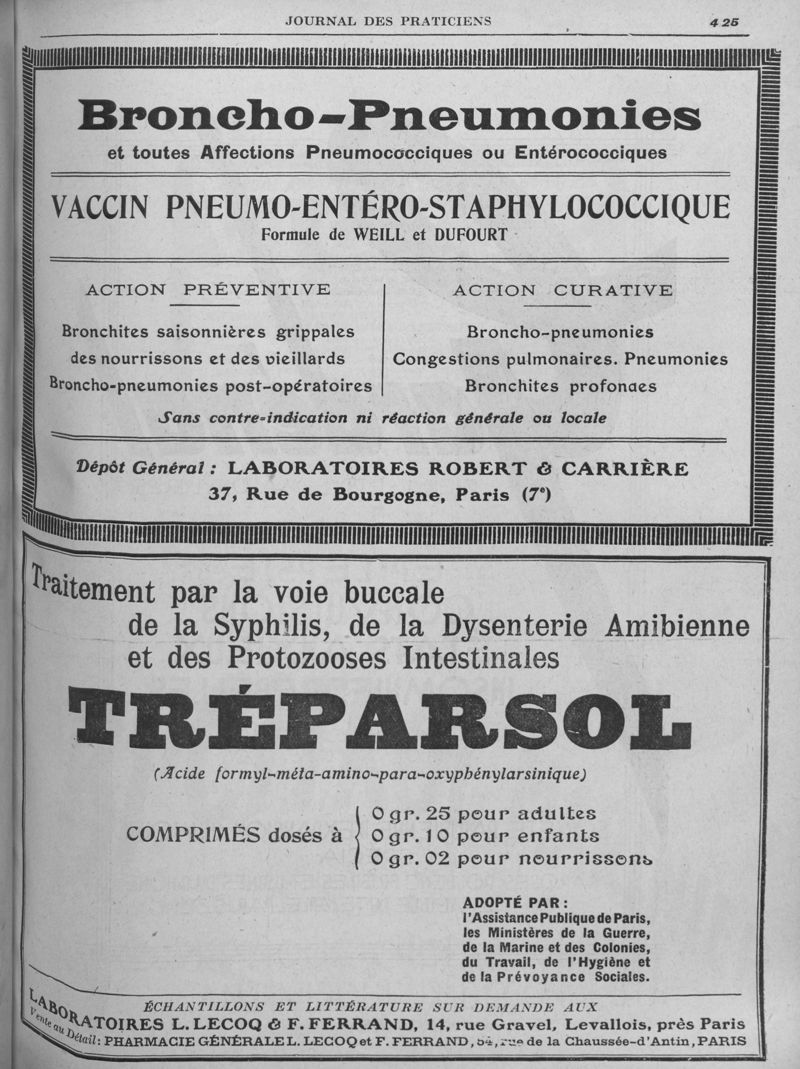 JOURNAL DES PRATICIENS 425
Broncho-Pneumonies
et toutes Affections Pneumococciques ou Entérococciques
VACCIN PNEUMO-ENTÉRO-STAPHYLOCOCCIQUE
Formule de WEILL et DUFOURT
ACTION PRÉVENTIVE
Bronchites saisonnières grippales
des nourrissons et des vieillards
Broncho-pneumonies post-opératoires
ACTION CURATIVE
Broncho-pneumonies
Congestions pulmonaires. Pneumonies
Bronchites profondes
Sans contre-indication ni réaction générale ou locale
Dépôt Général : LABORATOIRES ROBERT & CARRIÈRE
37, Rue de Bourgogne, Paris (7e)
Traitement par la voie buccale
de la Syphilis, de la Dysenterie Amibienne
et des Protozooses Intestinales
TRÉPARSOL
(Acide formyl-méta-amino-para-oxyphénylarsinique)
COMPRIMÉS dosés à
0 gr. 25 pour adultes
0 gr. 10 pour enfants
0 gr. 02 pour nourrissons
ADOPTÉ PAR :
l'Assistance Publique de Paris,
les Ministères de la Guerre,
de la Marine et des Colonies,
du Travail, de l'Hygiène et
de la Prévoyance Sociales.
ÉCHANTILLONS ET LITTÉRATURE SUR DEMANDE AUX
LABORATOIRES L. LECOQ & F. FERRAND, 14, rue Gravel, Levallois, près Paris
Vente au Détail : PHARMACIE GÉNÉRALE L. LECOQ et F. FERRAND, rue de la Chaussée-d'Antin, PARIS